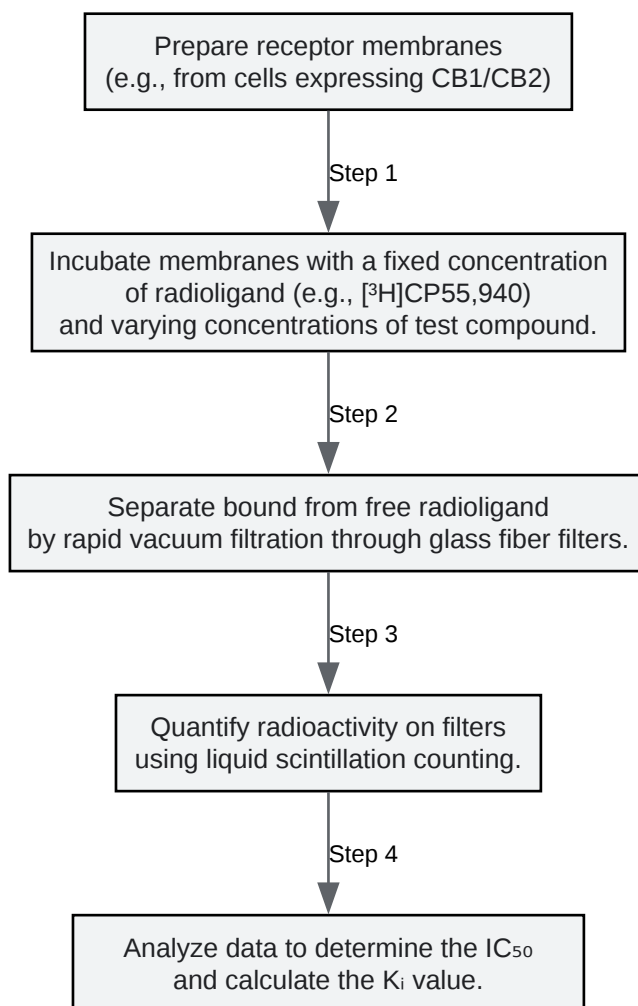 Prepare receptor membranes
(e.g., from cells expressing CB1/CB2)
Step 1
Incubate membranes with a fixed concentration
of radioligand (e.g., [³H]CP55,940)
and varying concentrations of test compound.
Step 2
Separate bound from free radioligand
by rapid vacuum filtration through glass fiber filters.
Step 3
Quantify radioactivity on filters
using liquid scintillation counting.
Step 4
Analyze data to determine the IC₅₀
and calculate the Kᵢ value.